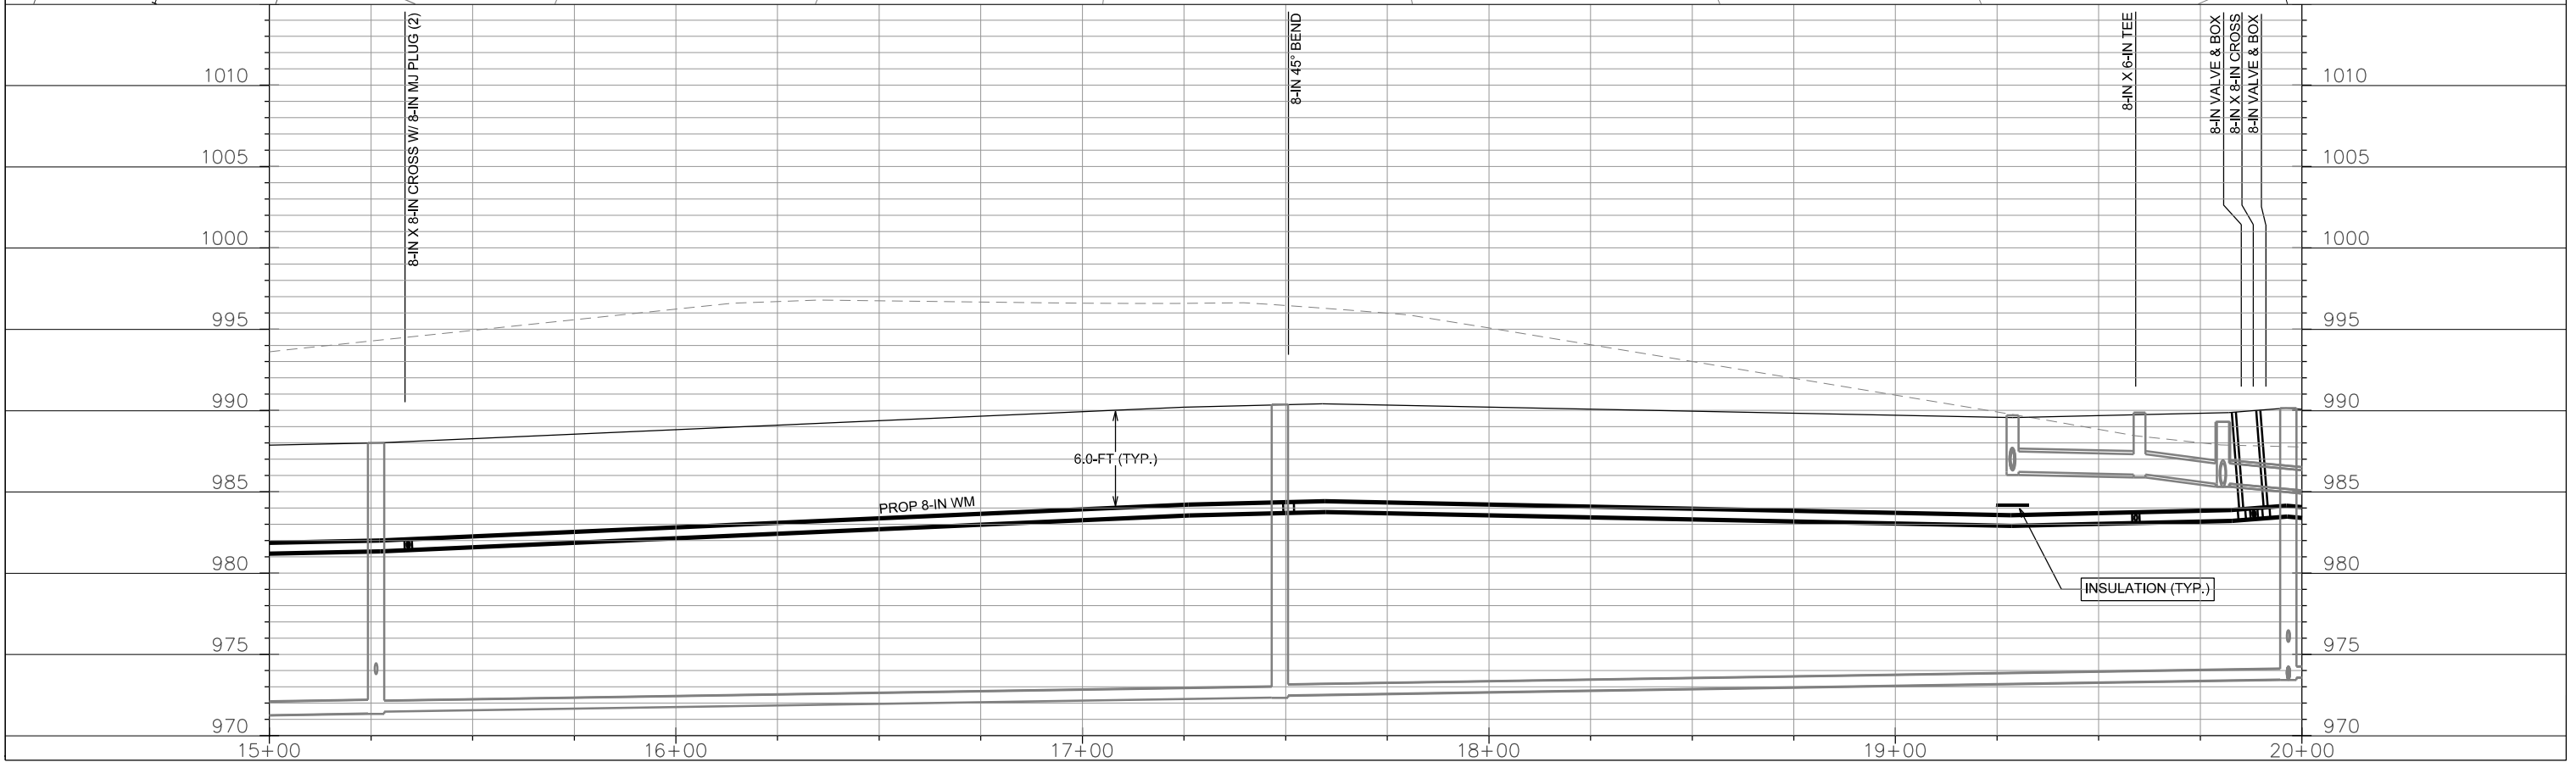 8-IN X 8-IN CROSS W/ 8-IN MJ PLUG (2)
8-IN 45° BEND
8-IN X 6-IN TEE
8-IN VALVE & BOX
8-IN X 8-IN CROSS
8-IN VALVE & BOX
1010 1010
1005 1005
1000 1000
995 995
990 990
6.0-FT (TYP.)
985 985
PROP 8-IN WM
980 980
INSULATION (TYP.)
975 975
970 970
15+00 16+00 17+00 18+00 19+00 20+00